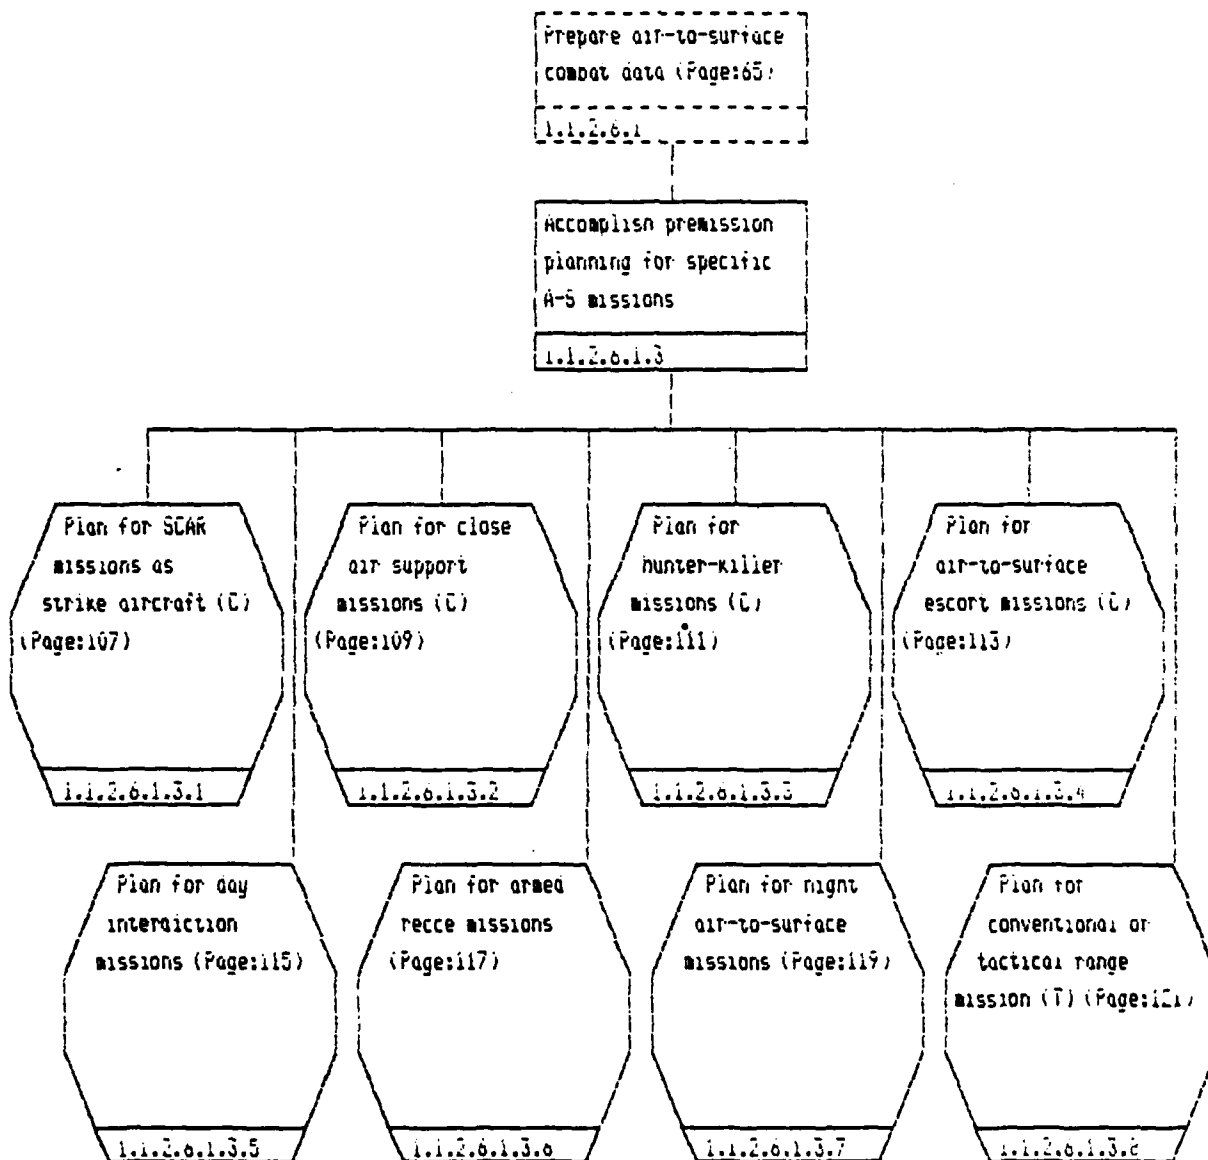 Prepare air-to-surface
combat data (Page:65)
1.1.2.6.1
Accomplish premission
planning for specific
A-S missions
1.1.2.6.1.3
Plan for SCAR
missions as
strike aircraft (C)
(Page:107)
1.1.2.6.1.3.1
Plan for close
air support
missions (C)
(Page:109)
1.1.2.6.1.3.2
Plan for
hunter-killer
missions (C)
(Page:111)
1.1.2.6.1.3.3
Plan for
air-to-surface
escort missions (C)
(Page:113)
1.1.2.6.1.3.4
Plan for day
interdiction
missions (Page:115)
1.1.2.6.1.3.5
Plan for armed
recce missions
(Page:117)
1.1.2.6.1.3.6
Plan for night
air-to-surface
missions (Page:119)
1.1.2.6.1.3.7
Plan for
conventional or
tactical range
mission (T) (Page:121)
1.1.2.6.1.3.8